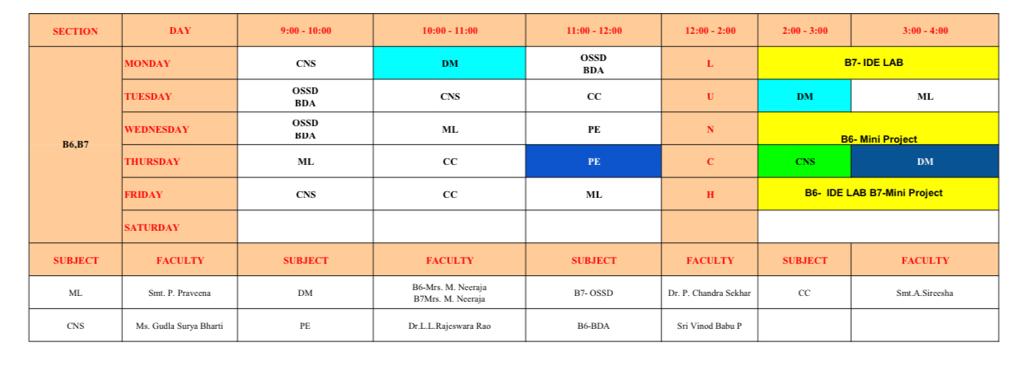 SECTION DAY 9:00 - 10:00 10:00 - 11:00 11:00 - 12:00 12:00 - 2:00 2:00 - 3:00 3:00 - 4:00
B6,B7
MONDAY CNS DM OSSD L B7- IDE LAB
BDA
TUESDAY OSSD CNS CC U DM ML
BDA
WEDNESDAY OSSD ML PE N B6- Mini Project
BDA
THURSDAY ML CC PE C CNS DM
FRIDAY CNS CC ML H B6- IDE LAB B7-Mini Project
SATURDAY
SUBJECT FACULTY SUBJECT FACULTY SUBJECT FACULTY SUBJECT FACULTY
ML Smt. P. Praveena DM B6-Mrs. M. Neeraja B7- OSSD Dr. P. Chandra Sekhar CC Smt.A.Sireesha
B7Mrs. M. Neeraja
CNS Ms. Gudla Surya Bharti PE Dr.L.L.Rajeswara Rao B6-BDA Sri Vinod Babu P